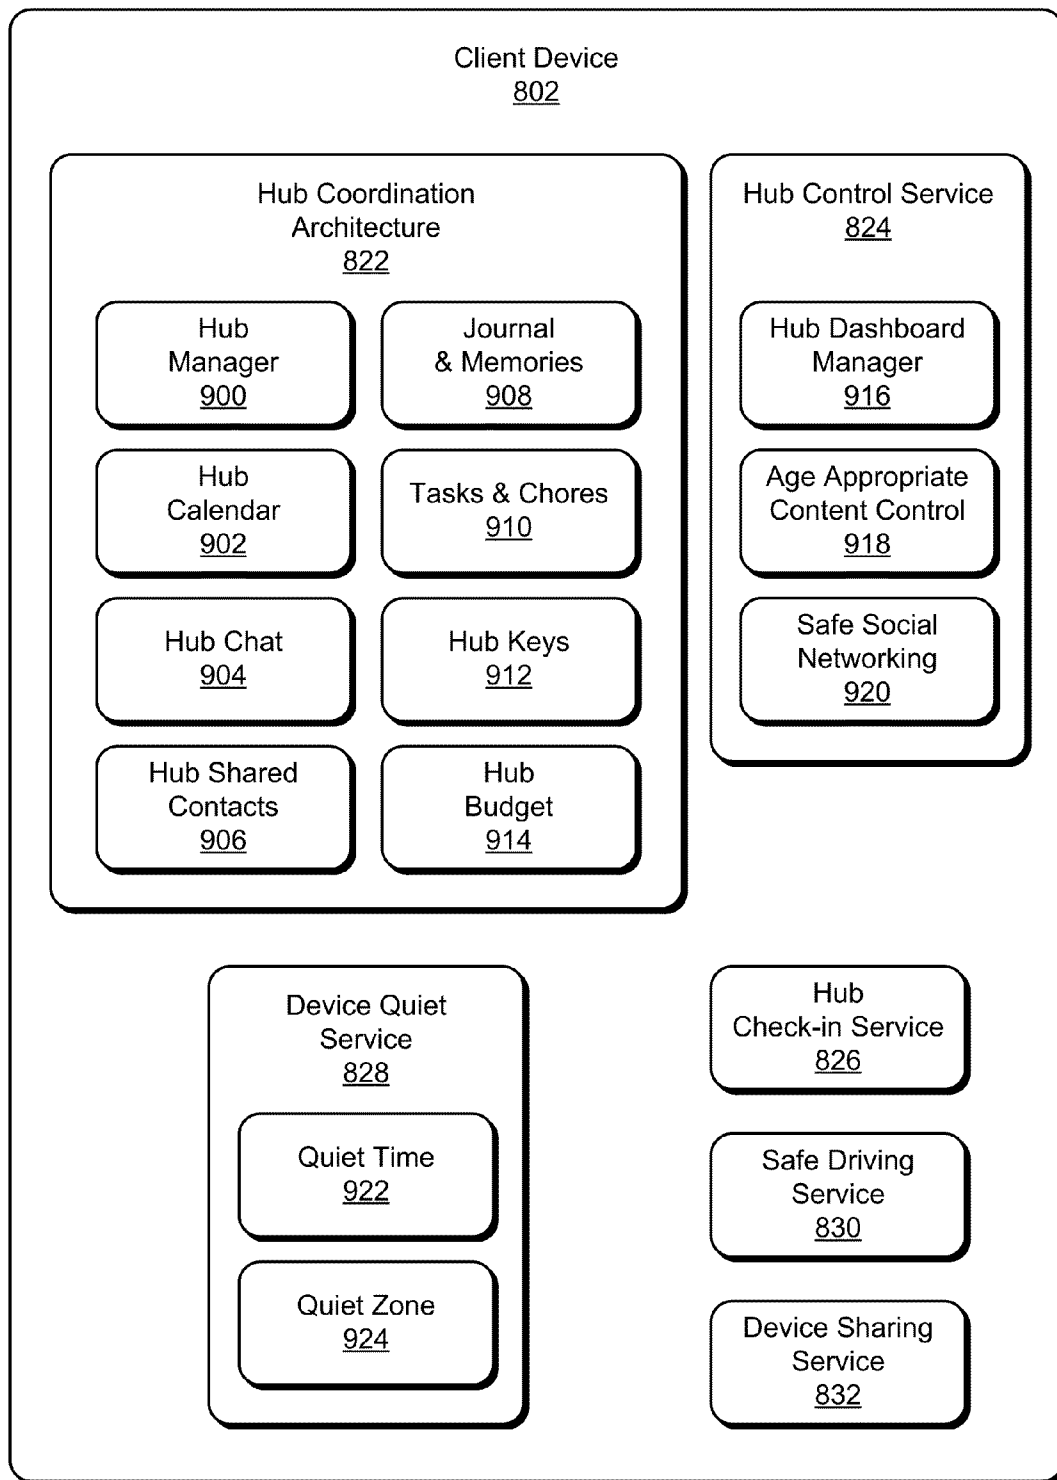 Client Device
802
Hub Coordination
Architecture
822
Hub
Manager
900
Journal
& Memories
908
Hub
Calendar
902
Tasks & Chores
910
Hub Chat
904
Hub Keys
912
Hub Shared
Contacts
906
Hub
Budget
914
Hub Control Service
824
Hub Dashboard
Manager
916
Age Appropriate
Content Control
918
Safe Social
Networking
920
Device Quiet
Service
828
Quiet Time
922
Quiet Zone
924
Hub
Check-in Service
826
Safe Driving
Service
830
Device Sharing
Service
832